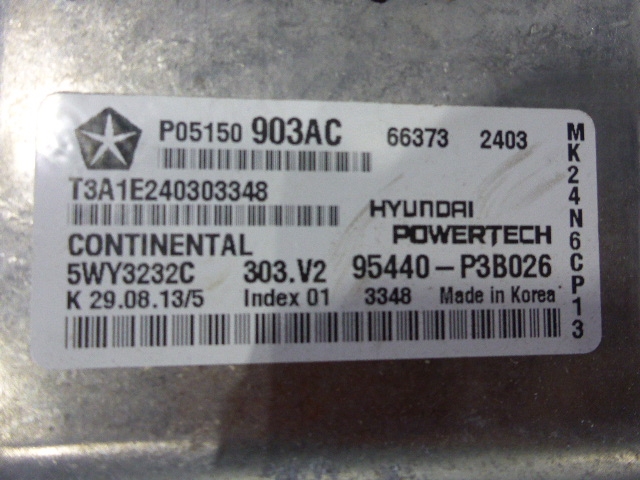 P05150 903AC 66373 2403
T3A1E240303348
HYUNDAI
POWERTECH
CONTINENTAL
5WY3232C 303.V2 95440-P3B026
K 29.08.13/5 Index 01 3348 Made in Korea
MK24N6CP13